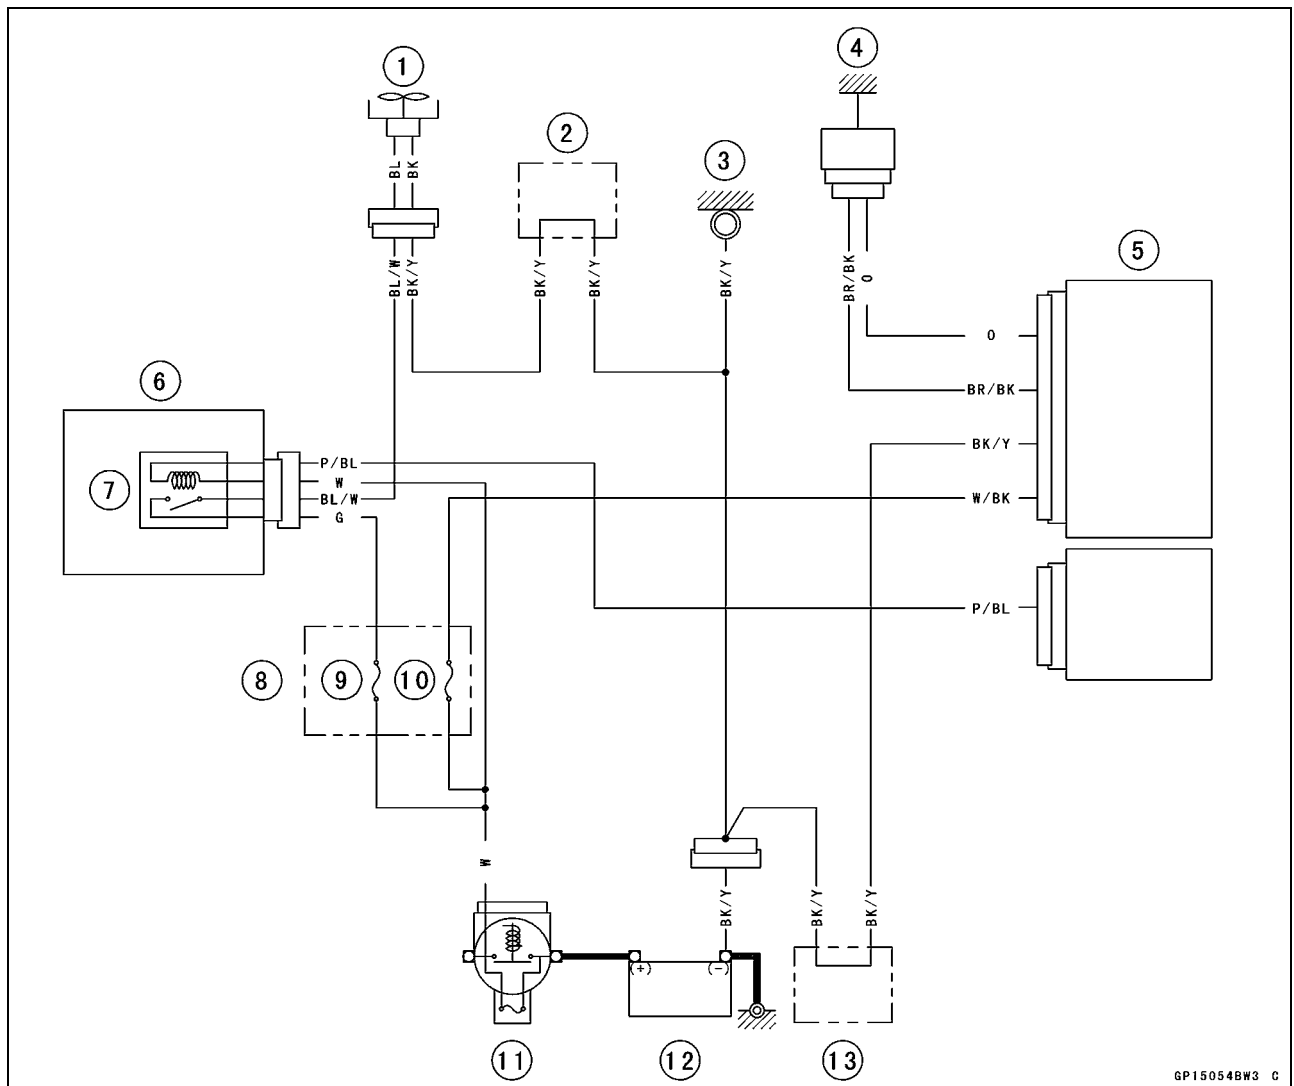 1
2
3
4
5
6
7
8
9
10
11
12
13
BL
BK
BL/W
BK/Y
BK/Y
BK/Y
BK/Y
BR/BK
O
O
BR/BK
BK/Y
W/BK
P/BL
P/BL
W
BL/W
G
W
BK/Y
BK/Y
BK/Y
(+)
(-)
GP15054BW3 C